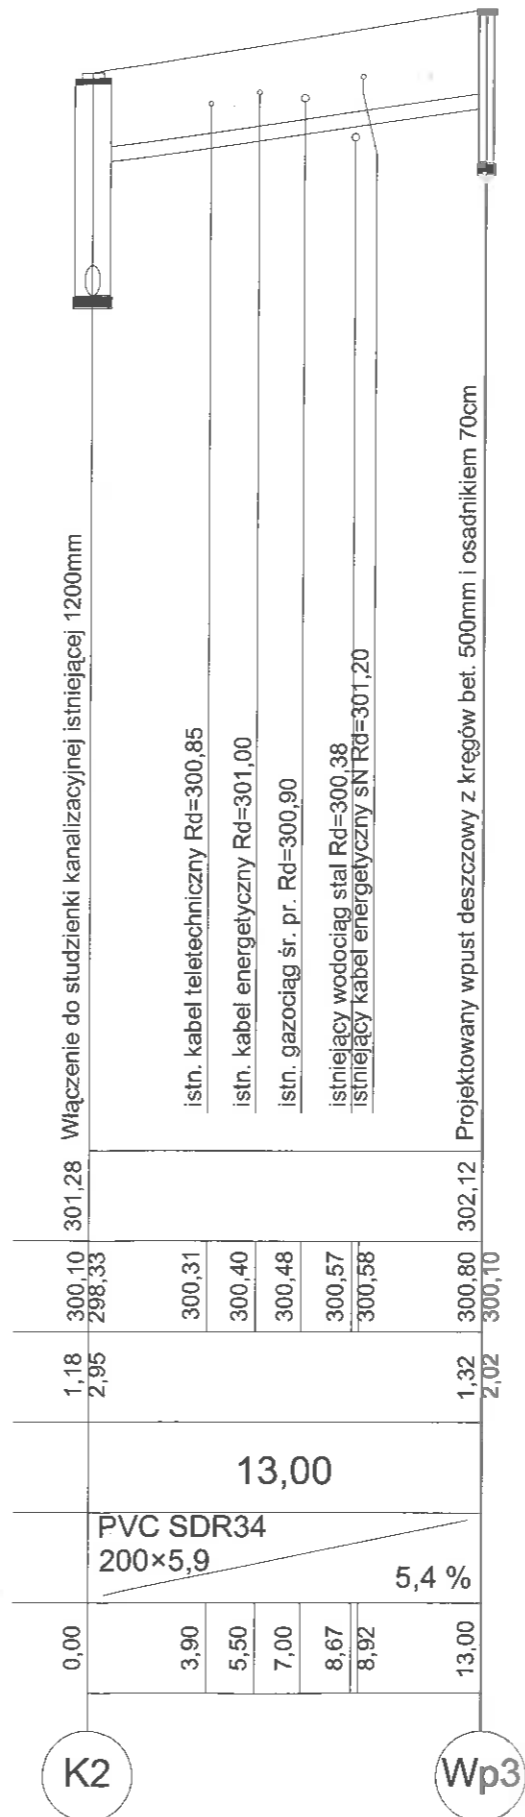 Włączenie do studzienki kanalizacyjnej istniejącej 1200mm
istn. kabel teletechniczny Rd=300,85
istn. kabel energetyczny Rd=301,00
istn. gazociąg śr. pr. Rd=300,90
istniejący wodociąg stal Rd=300,38
istniejący kabel energetyczny sN Rd=301,20
Projektowany wpust deszczowy z kręgów bet. 500mm i osadnikiem 70cm
301,28
302,12
300,10
298,33
300,31
300,40
300,48
300,57
300,58
300,80
300,10
1,18
2,95
1,32
2,02
13,00
PVC SDR34
200×5,9
5,4 %
0,00
3,90
5,50
7,00
8,67
8,92
13,00
K2
Wp3